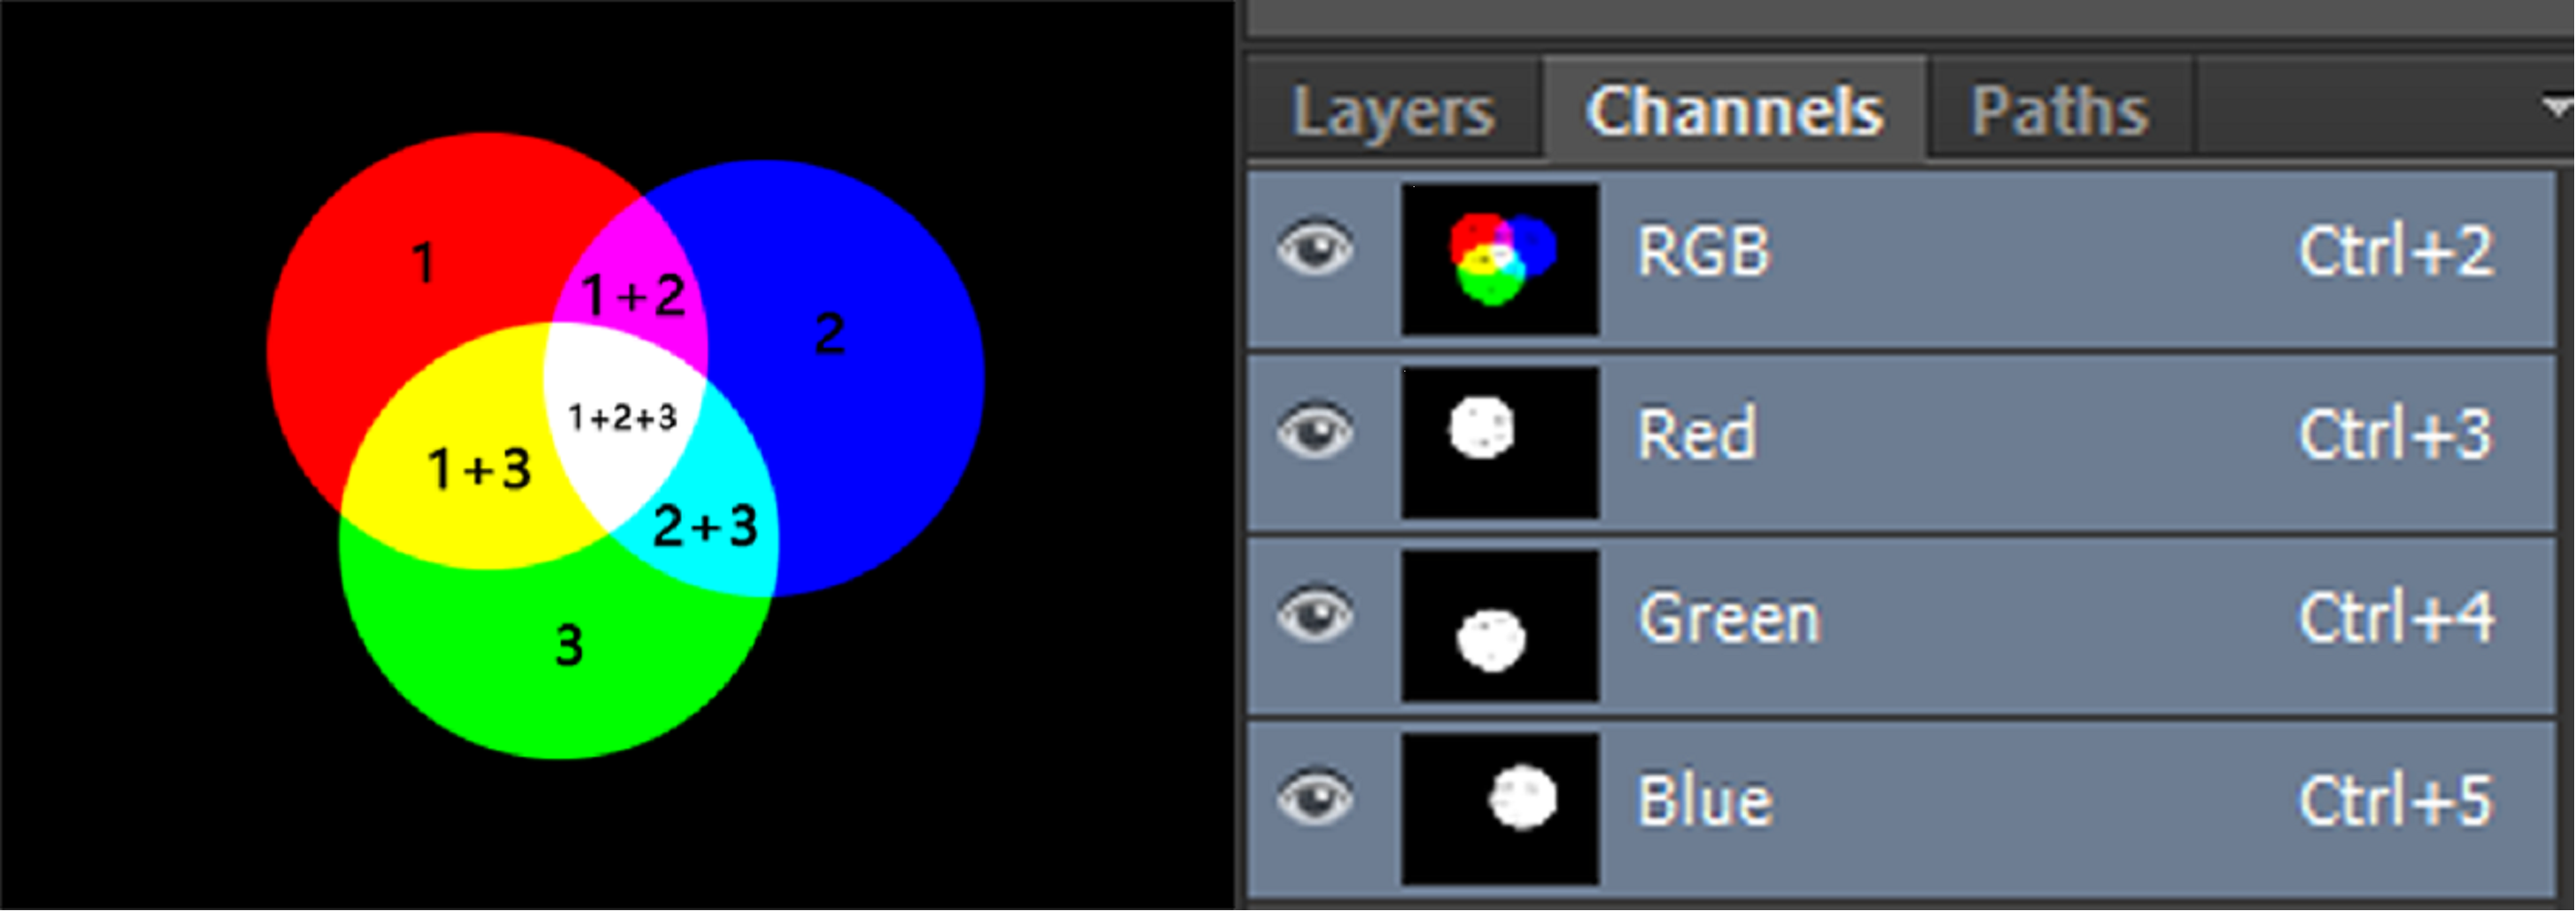 1
1+2
2
1+2+3
1+3
2+3
3
Layers Channels Paths
RGB Ctrl+2
Red Ctrl+3
Green Ctrl+4
Blue Ctrl+5